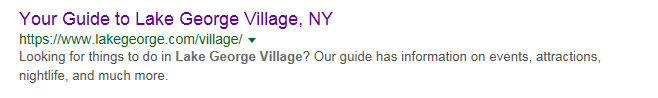 Your Guide to Lake George Village, NY
https://www.lakegeorge.com/village/
Looking for things to do in Lake George Village? Our guide has information on events, attractions,
nightlife, and much more.